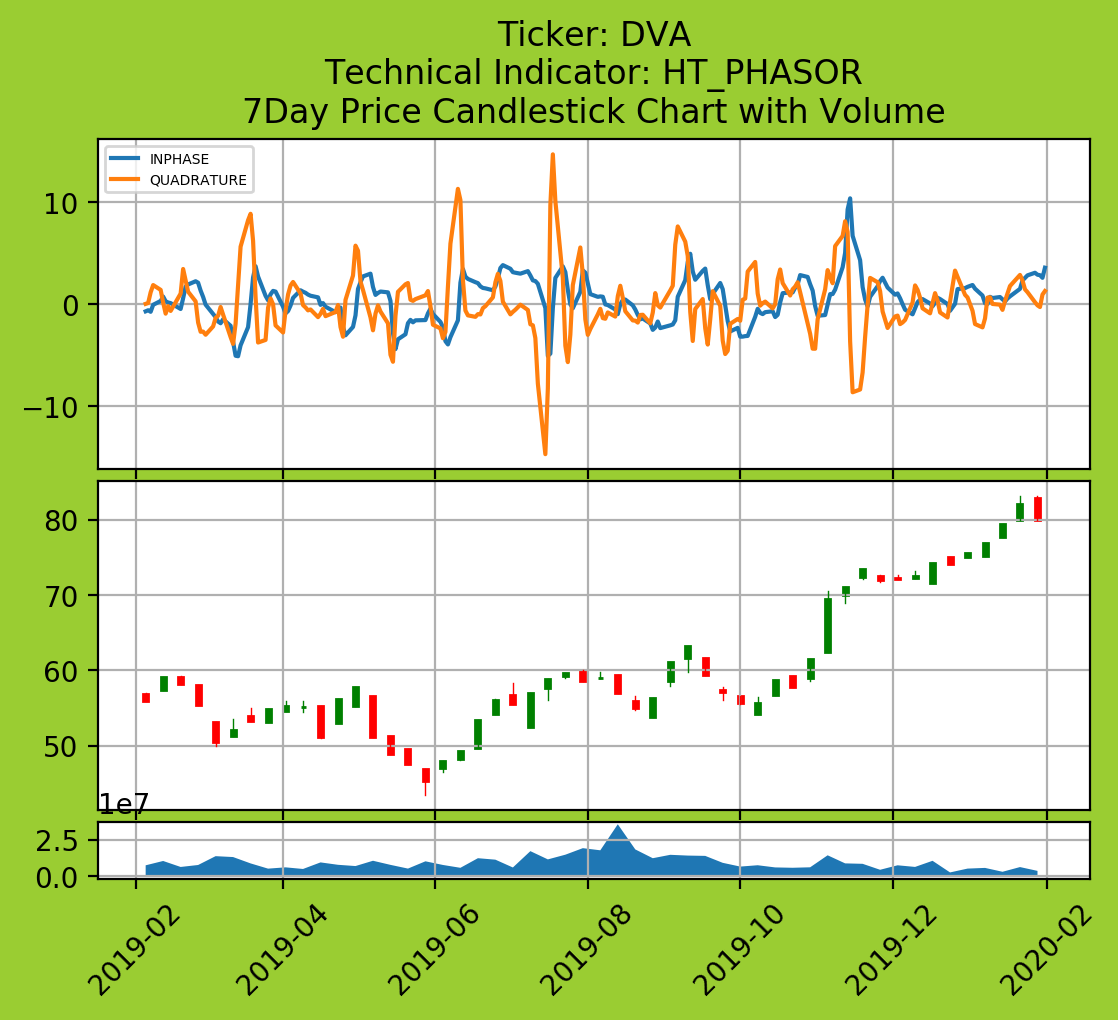 Ticker: DVA
Technical Indicator: HT_PHASOR
7Day Price Candlestick Chart with Volume
INPHASE
QUADRATURE
10
0
−10
80
70
60
50
1e7
2.5
0.0
2019-02
2019-04
2019-06
2019-08
2019-10
2019-12
2020-02